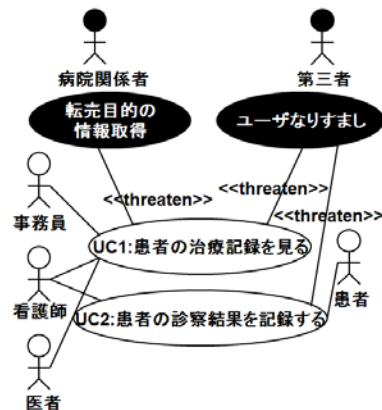 病院関係者
第三者
転売目的の
情報取得
ユーザなりすまし
<<threaten>>
<<threaten>>
<<threaten>>
事務員
UC1:患者の治療記録を見る
看護師
UC2:患者の診察結果を記録する
患者
医者